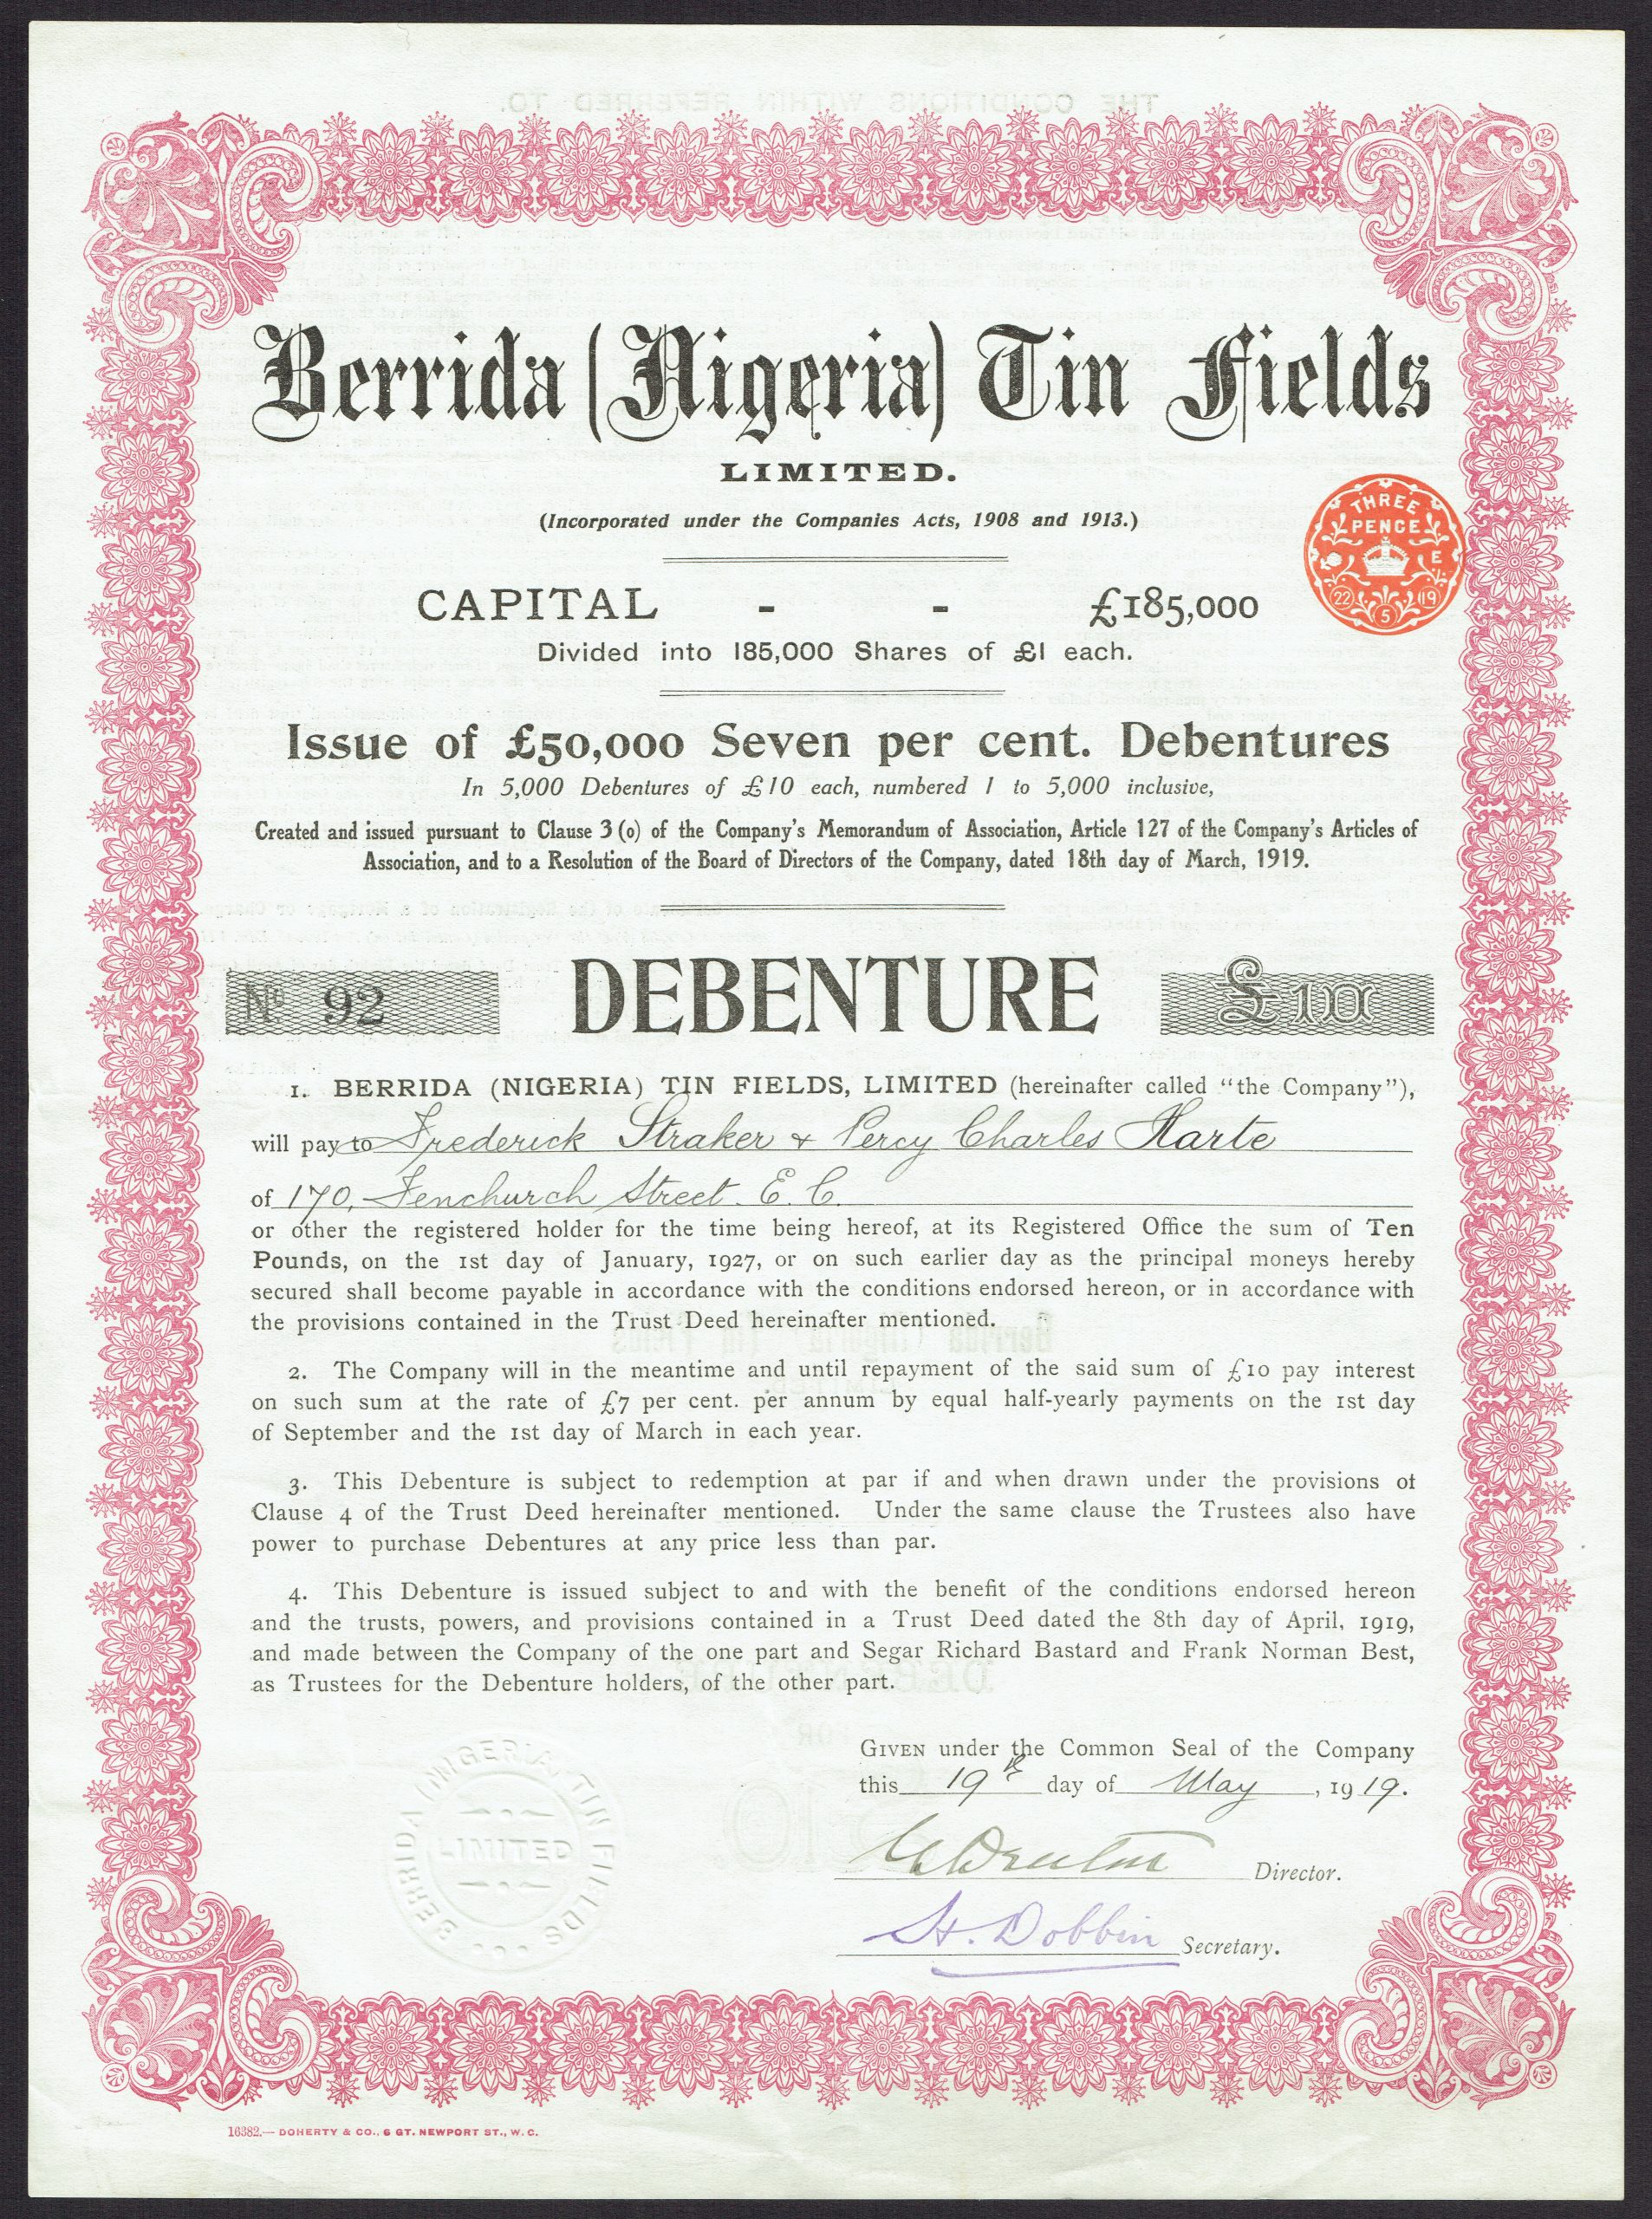 Berrida (Nigeria) Tin Fields
LIMITED.
(Incorporated under the Companies Acts, 1908 and 1913.)
THREE
PENCE
E
22 5 19
CAPITAL - - £185,000
Divided into 185,000 Shares of £1 each.
Issue of £50,000 Seven per cent. Debentures
In 5,000 Debentures of £10 each, numbered 1 to 5,000 inclusive,
Created and issued pursuant to Clause 3 (o) of the Company's Memorandum of Association, Article 127 of the Company's Articles of
Association, and to a Resolution of the Board of Directors of the Company, dated 18th day of March, 1919.
No 92 DEBENTURE £10
1. BERRIDA (NIGERIA) TIN FIELDS, LIMITED (hereinafter called "the Company"),
will pay to Frederick Straker & Percy Charles Harte
of 170, Fenchurch Street. E. C.
or other the registered holder for the time being hereof, at its Registered Office the sum of Ten
Pounds, on the 1st day of January, 1927, or on such earlier day as the principal moneys hereby
secured shall become payable in accordance with the conditions endorsed hereon, or in accordance with
the provisions contained in the Trust Deed hereinafter mentioned.
2. The Company will in the meantime and until repayment of the said sum of £10 pay interest
on such sum at the rate of £7 per cent. per annum by equal half-yearly payments on the 1st day
of September and the 1st day of March in each year.
3. This Debenture is subject to redemption at par if and when drawn under the provisions of
Clause 4 of the Trust Deed hereinafter mentioned. Under the same clause the Trustees also have
power to purchase Debentures at any price less than par.
4. This Debenture is issued subject to and with the benefit of the conditions endorsed hereon
and the trusts, powers, and provisions contained in a Trust Deed dated the 8th day of April, 1919,
and made between the Company of the one part and Segar Richard Bastard and Frank Norman Best,
as Trustees for the Debenture holders, of the other part.
GIVEN under the Common Seal of the Company
this 19th day of May, 1919.
Director.
H. Dobbin Secretary.
BERRIDA (NIGERIA) TIN FIELDS
LIMITED
16382.— DOHERTY & CO., 6 GT. NEWPORT ST., W.C.